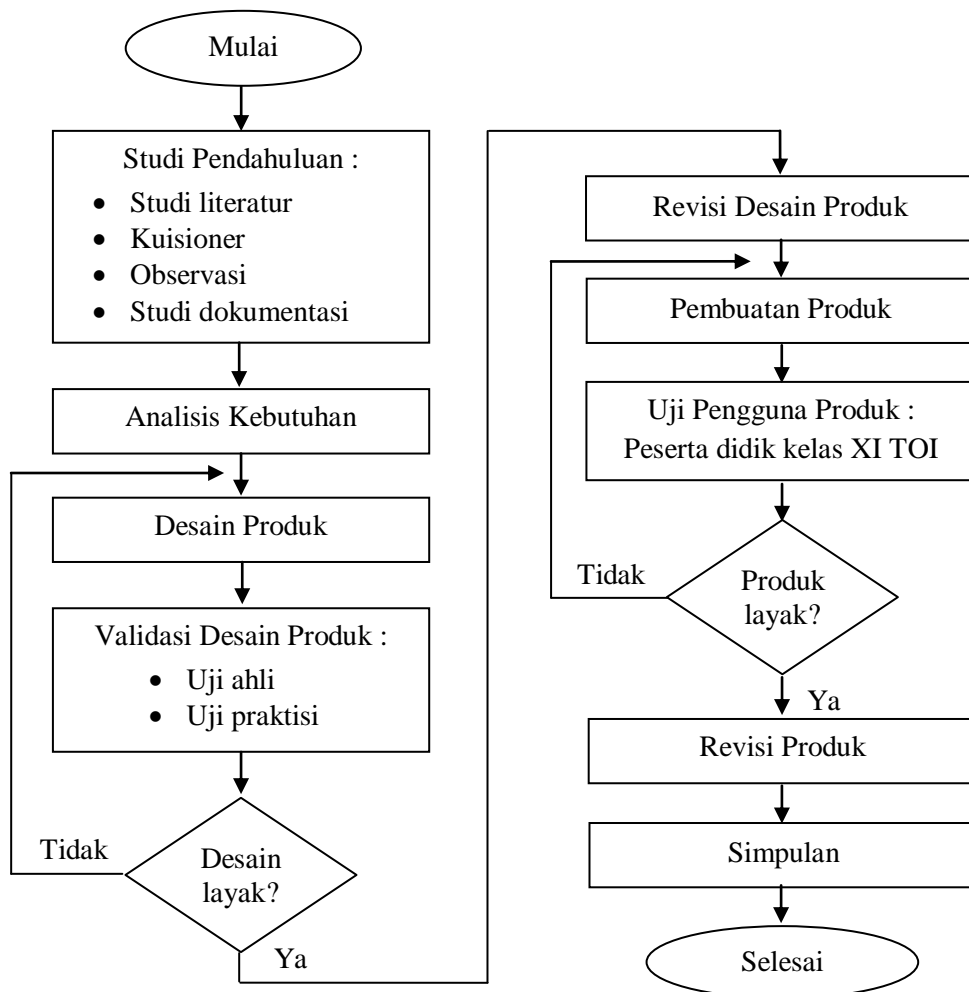 Mulai
Studi Pendahuluan :
• Studi literatur
• Kuisioner
• Observasi
• Studi dokumentasi
Analisis Kebutuhan
Desain Produk
Validasi Desain Produk :
• Uji ahli
• Uji praktisi
Tidak
Desain
layak?
Ya
Revisi Desain Produk
Pembuatan Produk
Uji Pengguna Produk :
Peserta didik kelas XI TOI
Tidak
Produk
layak?
Ya
Revisi Produk
Simpulan
Selesai